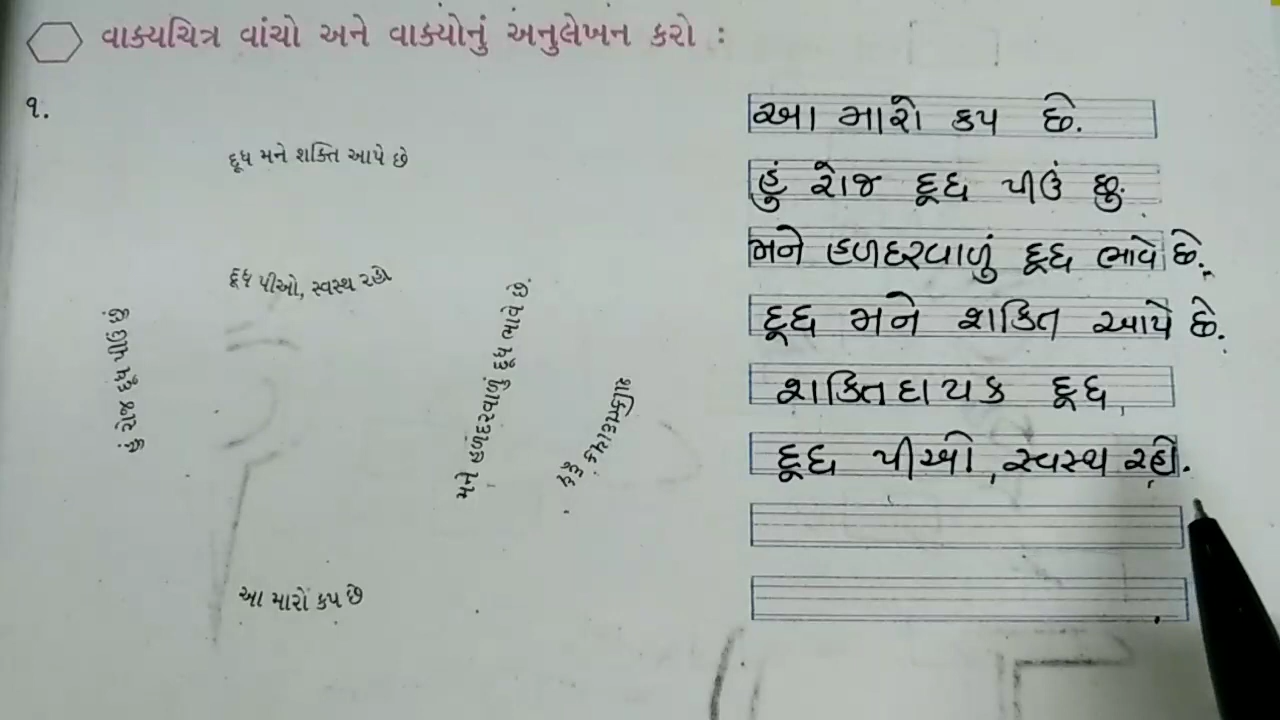 વાક્યચિત્ર વાંચો અને વાક્યોનું અનુલેખન કરો :
૧.
દૂધ મને શક્તિ આપે છે
દૂધ પીઓ, સ્વસ્થ રહો
હું રોજ દૂધ પીઉં છું
મને હળદરવાળું દૂધ ભાવે છે.
શક્તિદાયક દૂધ
આ મારો કપ છે
આ મારો કપ છે.
હું રોજ દૂધ પીઉં છું.
મને હળદરવાળું દૂધ ભાવે છે.
દૂધ મને શક્તિ આપે છે.
શક્તિદાયક દૂધ,
દૂધ પીઓ, સ્વસ્થ રહો.